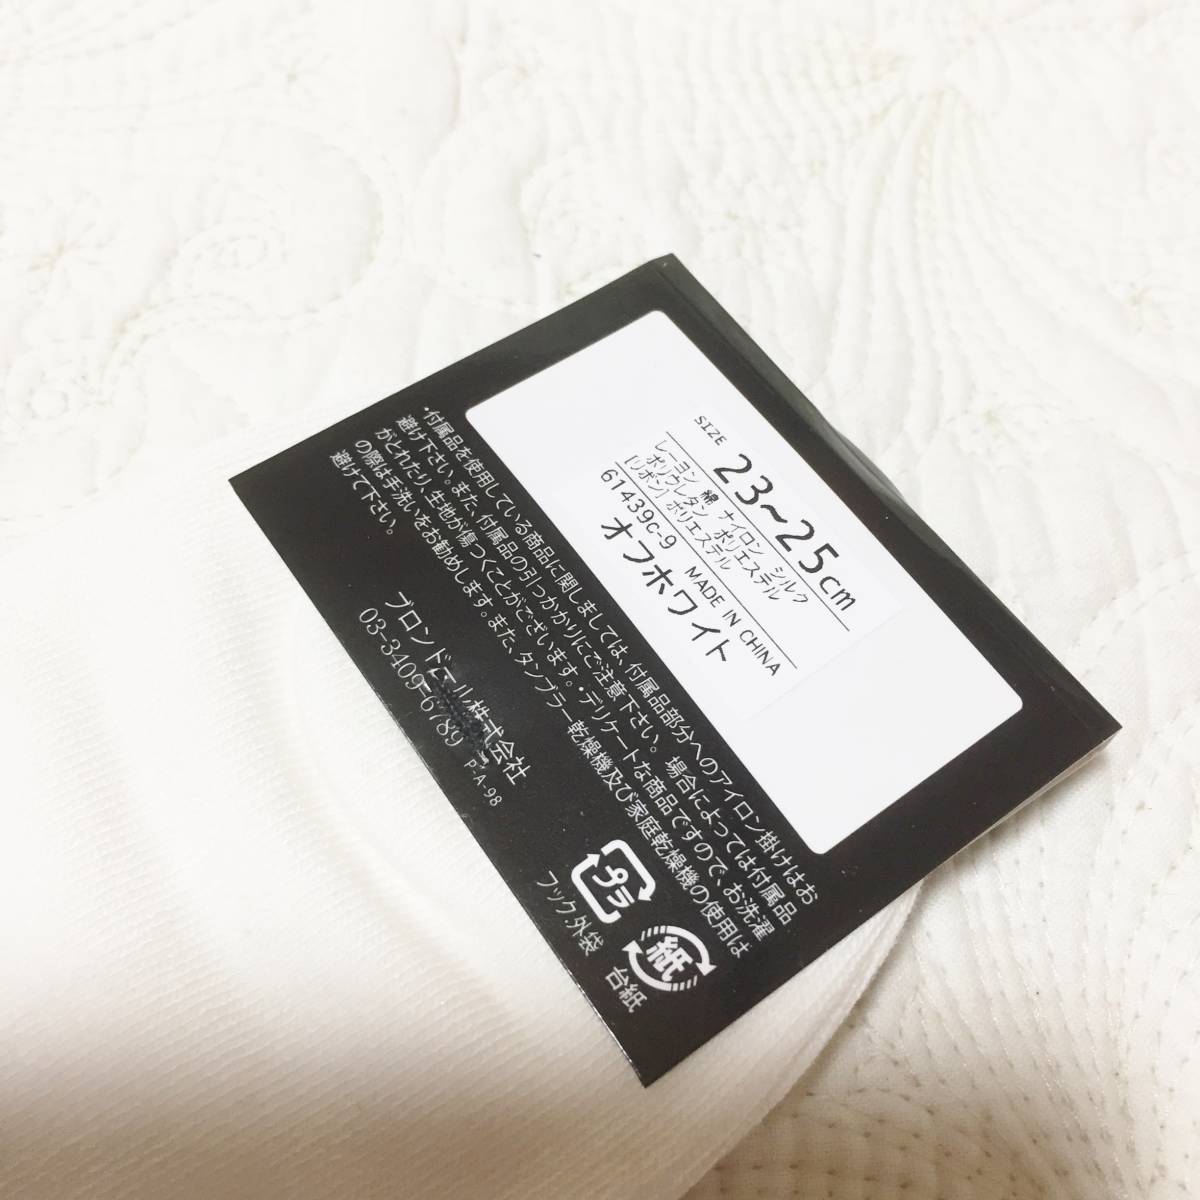 SIZE 23~25cm
レーヨン 綿 ナイロン シルク
ポリウレタン ポリエステル
[リボン] ポリエステル
61439c-9 MADE IN CHINA
オフホワイト
・付属品を使用している商品に関しましては、付属品部分へのアイロン掛けはお
避け下さい。また、付属品の引っかかりにご注意下さい。場合によっては付属品
がとれたり、生地が傷つくことがございます。・デリケートな商品ですので、お洗濯
の際は手洗いをお勧めします。また、タンブラー乾燥機及び家庭乾燥機の使用は
避けて下さい。
ブロンドール株式会社
03-3409-6789 P-A-98
プラ
フック 外袋
紙
台紙